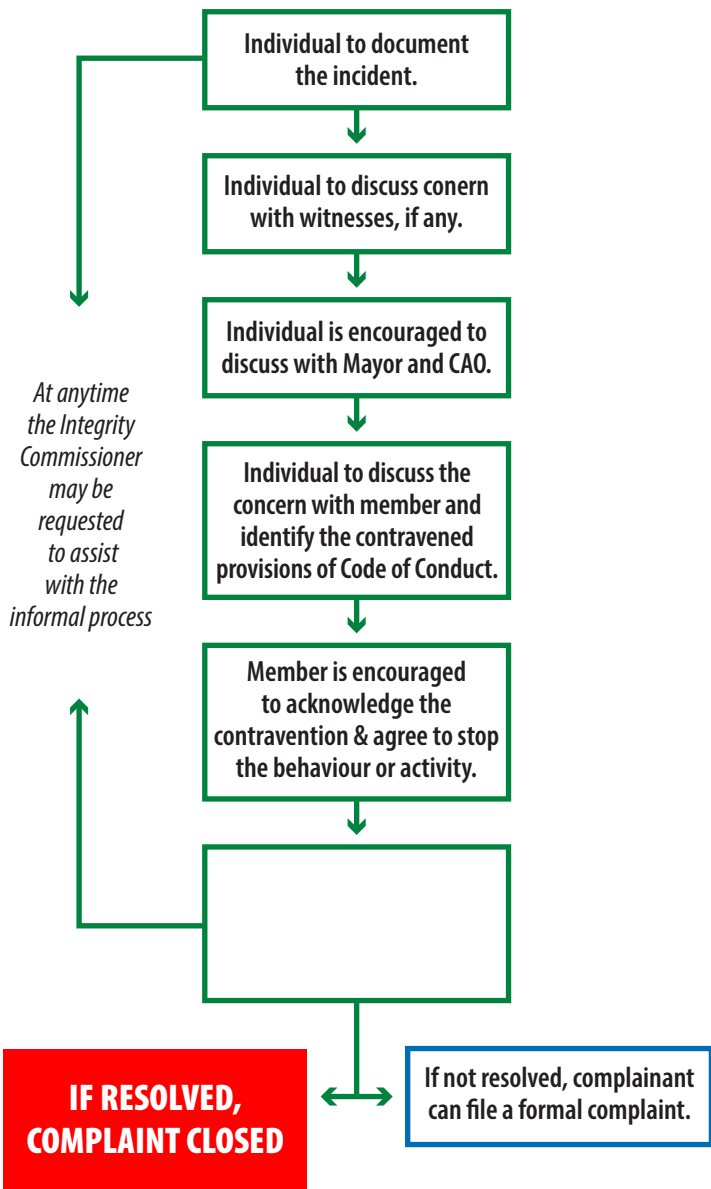 Individual to document
the incident.
Individual to discuss conern
with witnesses, if any.
Individual is encouraged to
discuss with Mayor and CAO.
At anytime
the Integrity
Commissioner
may be
requested
to assist
with the
informal process
Individual to discuss the
concern with member and
identify the contravened
provisions of Code of Conduct.
Member is encouraged
to acknowledge the
contravention & agree to stop
the behaviour or activity.
IF RESOLVED,
COMPLAINT CLOSED
If not resolved, complainant
can file a formal complaint.